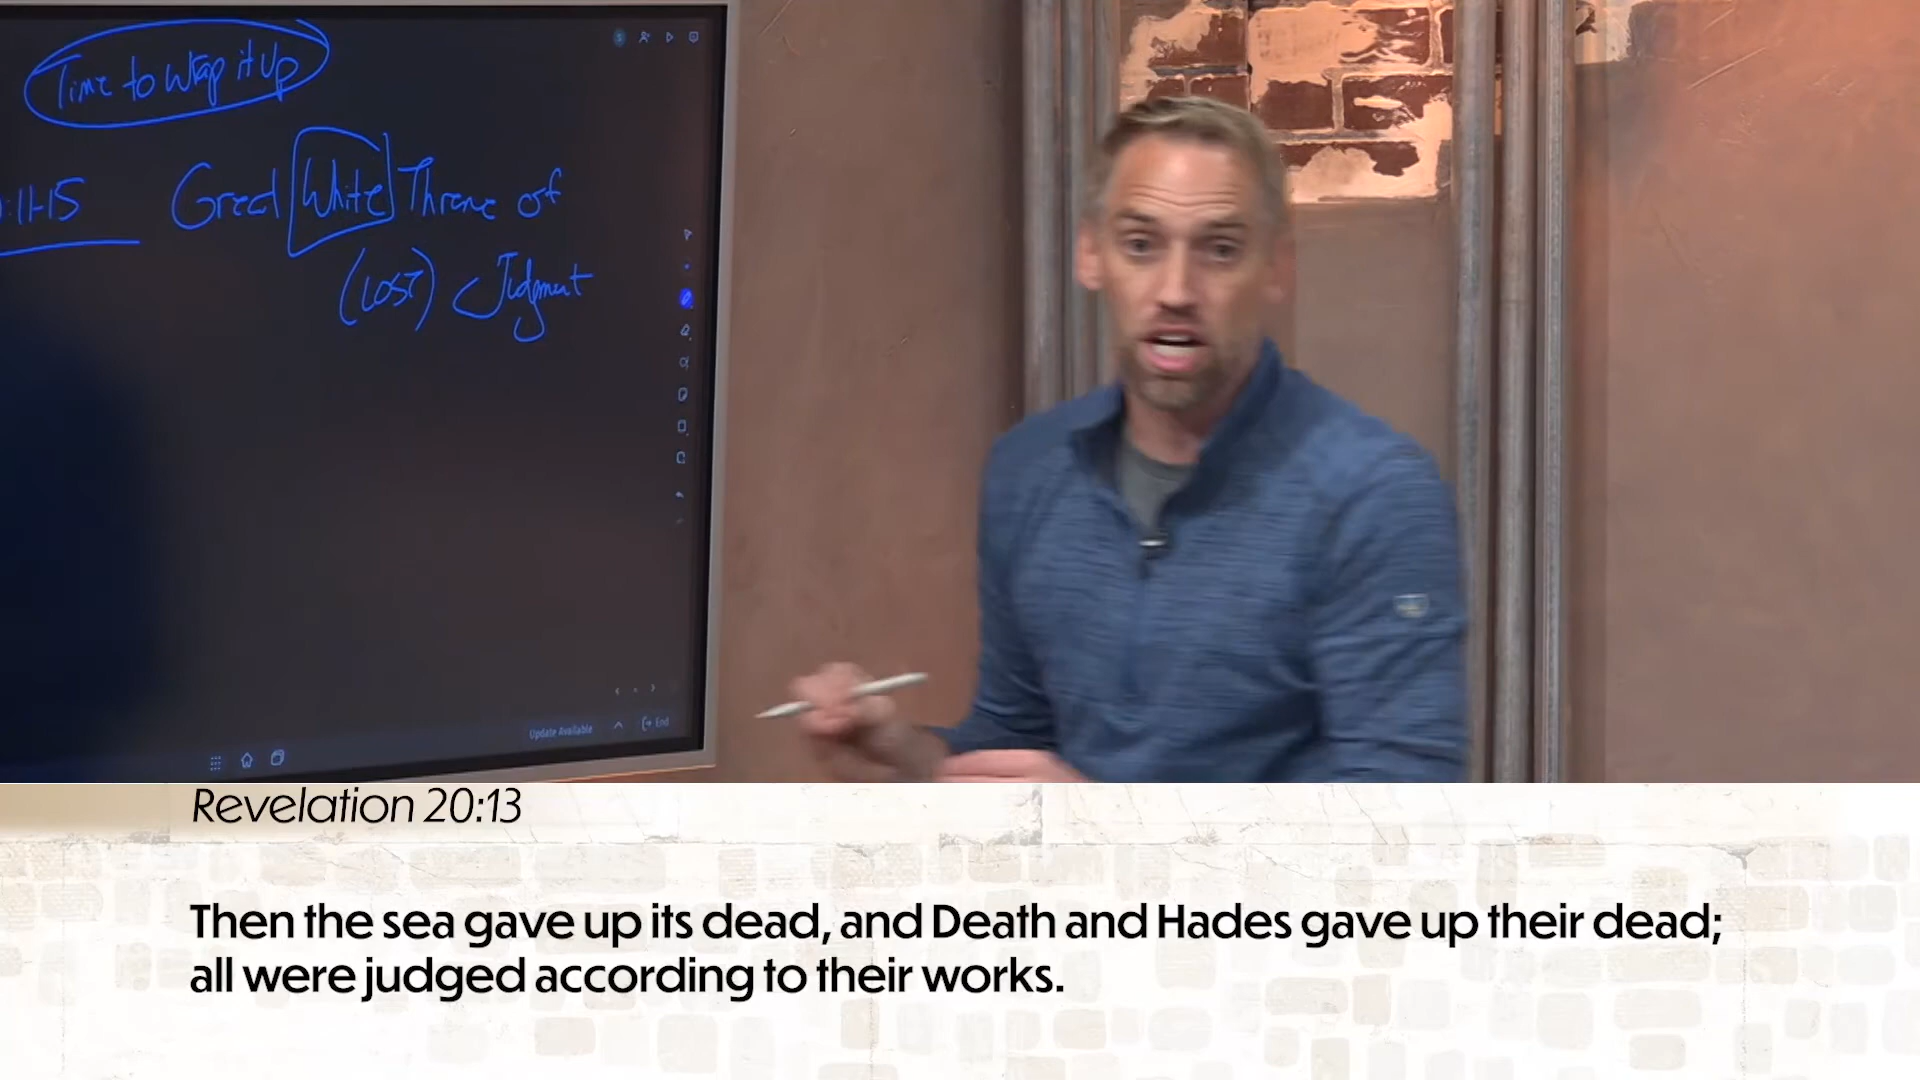 Time to Wrap it Up
:11-15 Great White Throne of
(LOST) Judgment
Update Available
End
Revelation 20:13
Then the sea gave up its dead, and Death and Hades gave up their dead;
all were judged according to their works.